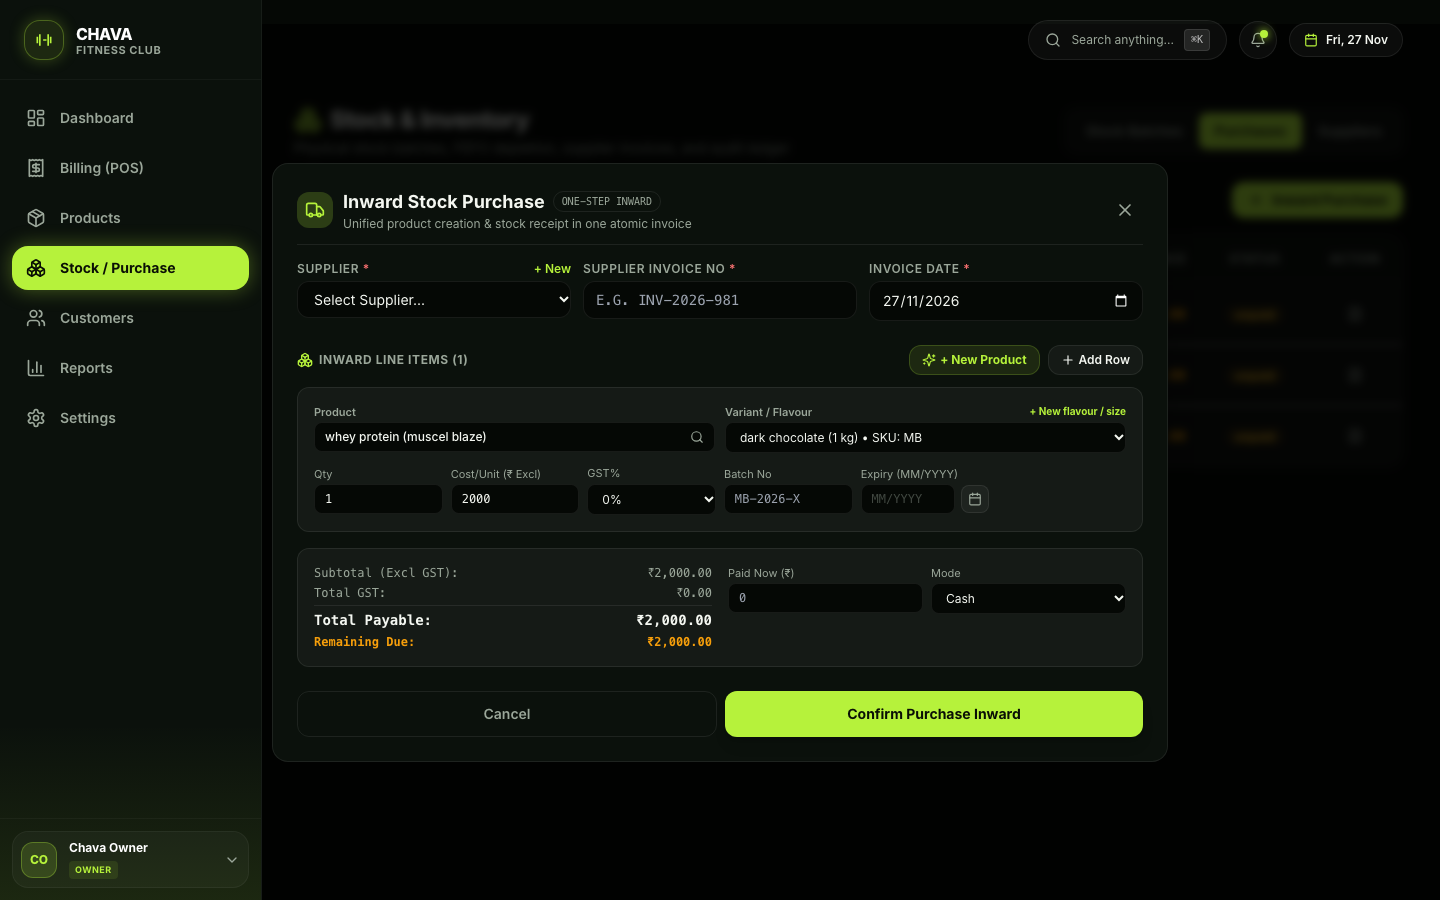 CHAVA
FITNESS CLUB
Search anything...
⌘K
Fri, 27 Nov
Dashboard
Billing (POS)
Products
Stock / Purchase
Customers
Reports
Settings
Stock & Inventory
Inward Stock Purchase
ONE-STEP INWARD
Unified product creation & stock receipt in one atomic invoice
SUPPLIER *
+ New
SUPPLIER INVOICE NO *
INVOICE DATE *
Select Supplier...
E.G. INV-2026-981
27/11/2026
INWARD LINE ITEMS (1)
+ New Product
Add Row
Product
Variant / Flavour
+ New flavour / size
whey protein (muscel blaze)
dark chocolate (1 kg) • SKU: MB
Qty
Cost/Unit (₹ Excl)
GST%
Batch No
Expiry (MM/YYYY)
1
2000
0%
MB-2026-X
MM/YYYY
Subtotal (Excl GST):
₹2,000.00
Total GST:
₹0.00
Total Payable:
₹2,000.00
Remaining Due:
₹2,000.00
Paid Now (₹)
Mode
0
Cash
Cancel
Confirm Purchase Inward
CO
Chava Owner
OWNER